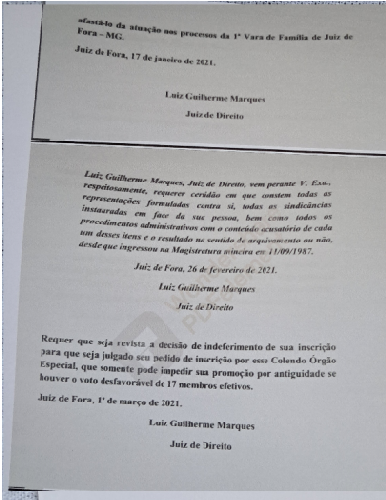 afastá-lo da atuação nos processos da 1ª Vara de Família de Juiz de
Fora – MG.
Juiz de Fora, 17 de janeiro de 2021.
Luiz Guilherme Marques
Juiz de Direito
Luiz Guilherme Marques, Juiz de Direito, vem perante V. Exa.,
respeitosamente, requerer certidão em que constem todas as
representações formuladas contra si, todas as sindicâncias
instauradas em face da sua pessoa, bem como todos os
procedimentos administrativos com o conteúdo acusatório de cada
um desses itens e o resultado no sentido de arquivamento ou não,
desde que ingressou na Magistratura mineira em 11/09/1987.
Juiz de Fora, 26 de fevereiro de 2021.
Luiz Guilherme Marques
Juiz de Direito
Requer que seja revista a decisão de indeferimento de sua inscrição
para que seja julgado seu pedido de inscrição por esse Colendo Órgão
Especial, que somente pode impedir sua promoção por antiguidade se
houver o voto desfavorável de 17 membros efetivos.
Juiz de Fora, 1º de março de 2021.
Luiz Guilherme Marques
Juiz de Direito